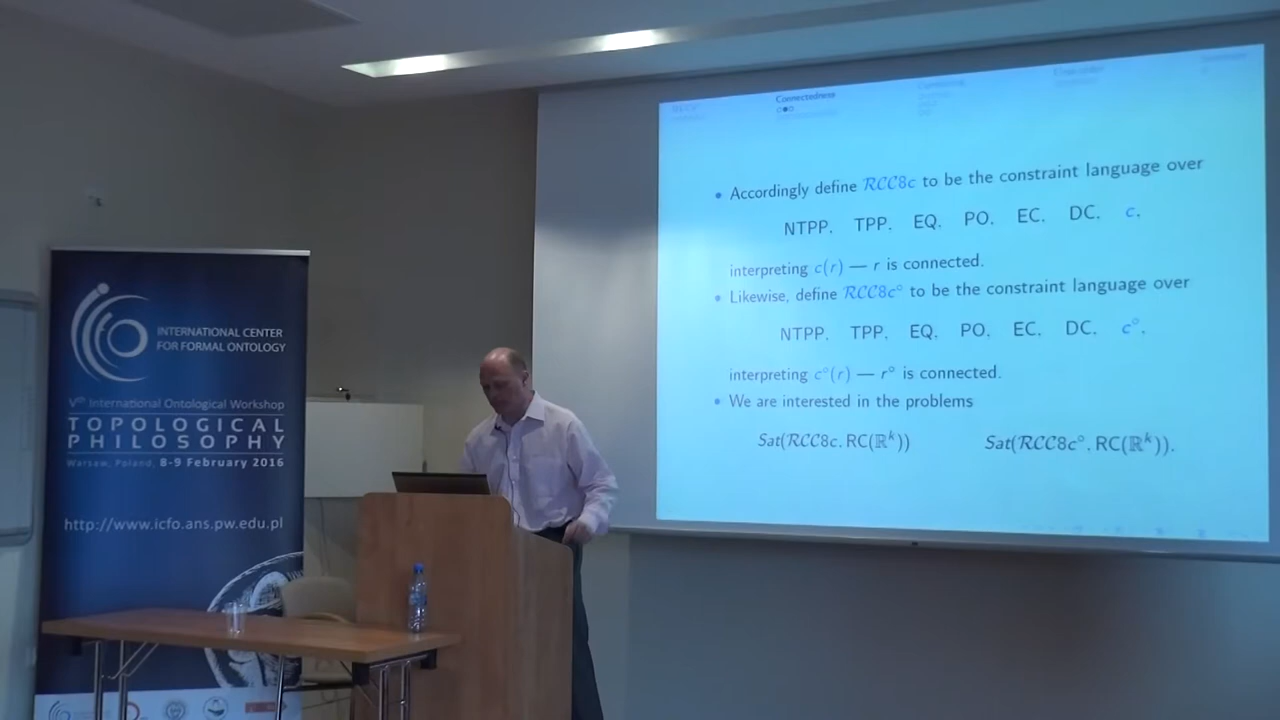 Connectedness
• Accordingly define RCC8c to be the constraint language over
NTPP, TPP, EQ, PO, EC, DC, c,
interpreting c(r) — r is connected.
• Likewise, define RCC8c° to be the constraint language over
NTPP, TPP, EQ, PO, EC, DC, c°,
interpreting c°(r) — r° is connected.
• We are interested in the problems
Sat(RCC8c, RC(ℝᵏ)) Sat(RCC8c°, RC(ℝᵏ)).
INTERNATIONAL CENTER
FOR FORMAL ONTOLOGY
Vth International Ontological Workshop
TOPOLOGICAL
PHILOSOPHY
Warsaw, Poland, 8-9 February 2016
http://www.icfo.ans.pw.edu.pl